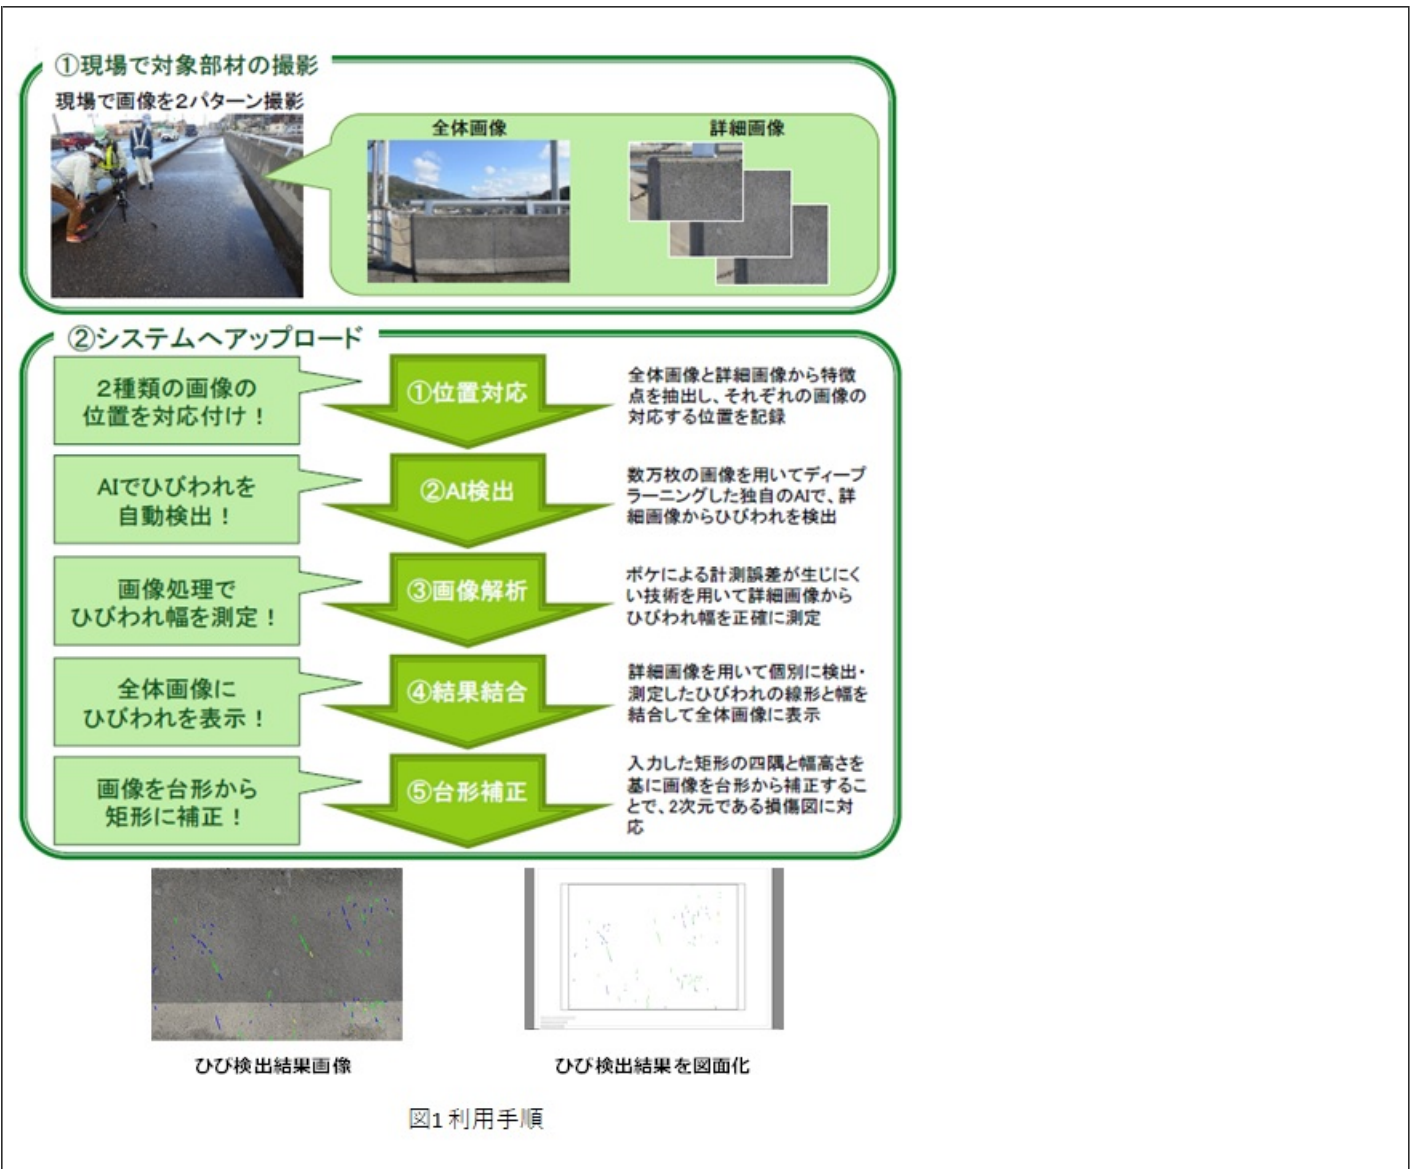 ①現場で対象部材の撮影
現場で画像を2パターン撮影
全体画像
詳細画像
②システムへアップロード
2種類の画像の
位置を対応付け！
①位置対応
全体画像と詳細画像から特徴
点を抽出し、それぞれの画像の
対応する位置を記録
AIでひびわれを
自動検出！
②AI検出
数万枚の画像を用いてディープ
ラーニングした独自のAIで、詳
細画像からひびわれを検出
画像処理で
ひびわれ幅を測定！
③画像解析
ボケによる計測誤差が生じにく
い技術を用いて詳細画像から
ひびわれ幅を正確に測定
全体画像に
ひびわれを表示！
④結果結合
詳細画像を用いて個別に検出・
測定したひびわれの線形と幅を
結合して全体画像に表示
画像を台形から
矩形に補正！
⑤台形補正
入力した矩形の四隅と幅高さを
基に画像を台形から補正するこ
とで、2次元である損傷図に対
応
ひび検出結果画像
ひび検出結果を図面化
図1 利用手順